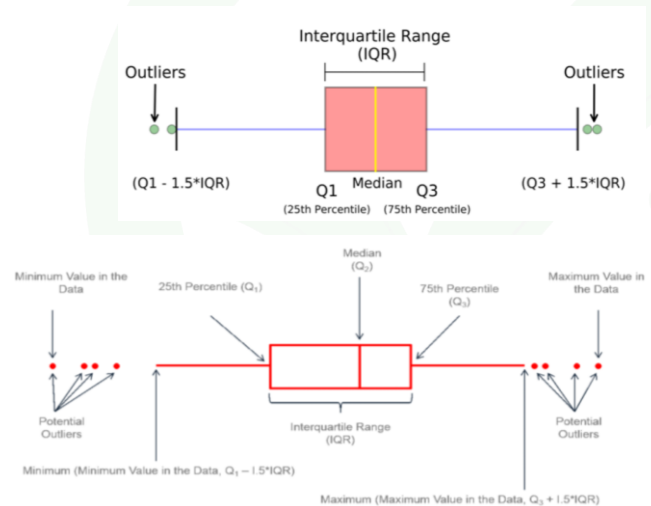 Interquartile Range
(IQR)
Outliers
Outliers
(Q1 - 1.5*IQR)
Q1
Median
Q3
(Q3 + 1.5*IQR)
(25th Percentile)
(75th Percentile)
Median
(Q₂)
Minimum Value in the
Data
25th Percentile (Q₁)
75th Percentile
(Q₃)
Maximum Value in
the Data
Potential
Outliers
Interquartile Range
(IQR)
Potential
Outliers
Minimum (Minimum Value in the Data, Q₁ – 1.5*IQR)
Maximum (Maximum Value in the Data, Q₃ + 1.5*IQR)